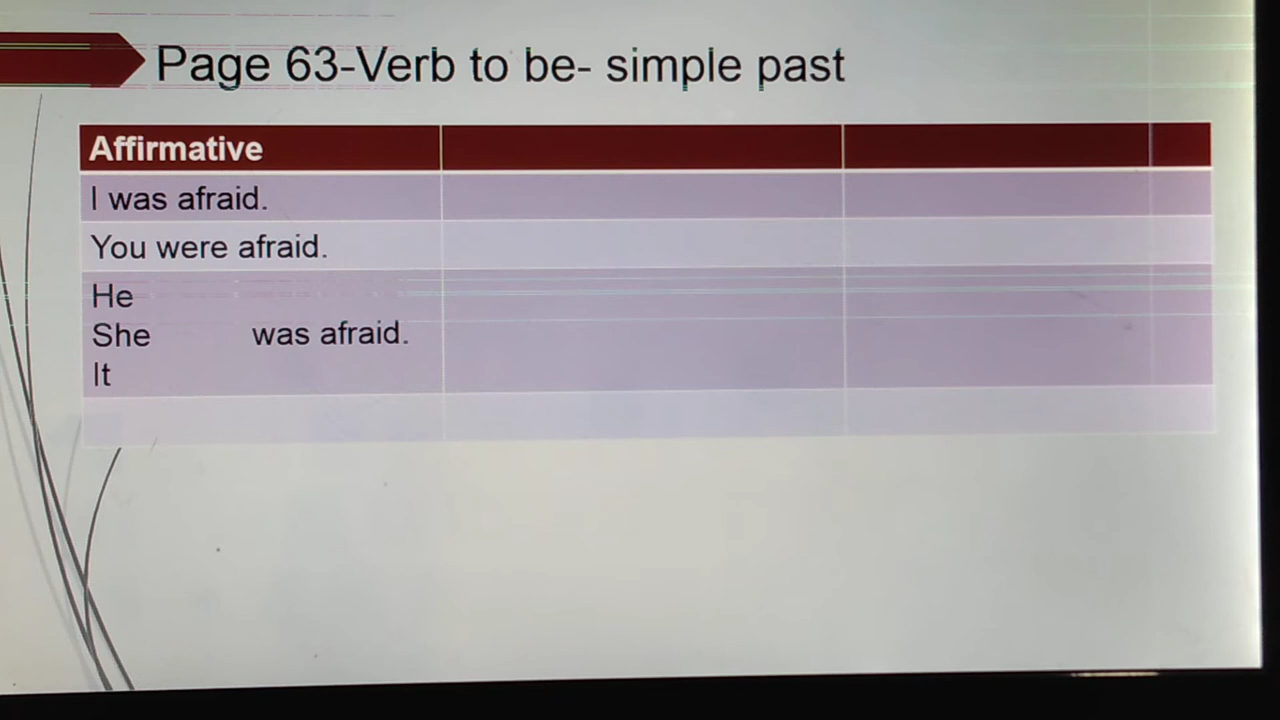 Page 63-Verb to be- simple past
Affirmative
I was afraid.
You were afraid.
He
She was afraid.
It